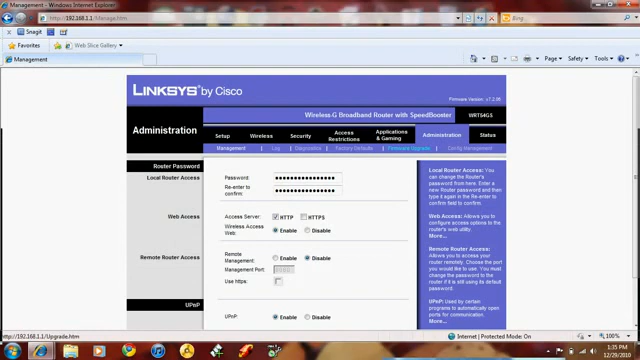 Management - Windows Internet Explorer
http://192.168.1.1/Manage.htm
Bing
Snagit
Favorites
Web Slice Gallery
Management
Page
Safety
Tools
LINKSYS by Cisco
Firmware Version: v7.2.06
Wireless-G Broadband Router with SpeedBooster
WRT54GS
Administration
Setup
Wireless
Security
Access Restrictions
Applications & Gaming
Administration
Status
Management
Log
Diagnostics
Factory Defaults
Firmware Upgrade
Config Management
Router Password
Local Router Access
Password:
Re-enter to confirm:
Web Access
Access Server:
HTTP
HTTPS
Wireless Access Web:
Enable
Disable
Remote Router Access
Remote Management:
Enable
Disable
Management Port:
8080
Use https:
UPnP
UPnP:
Enable
Disable
Local Router Access: You
can change the Router's
password from here. Enter a
new Router password and
then type it again in the Re-
enter to confirm field to
confirm
Web Access: Allows you to
configure access options to
the router's web utility.
More...
Remote Router Access:
Allows you to access your
router remotely. Choose the
port you would like to use.
You must change the
password to the router if it is
still using its default
password.
UPnP: Used by certain
programs to automatically
open ports for
communication.
http://192.168.1.1/Upgrade.htm
Internet | Protected Mode: On
100%
1:35 PM
12/29/2010